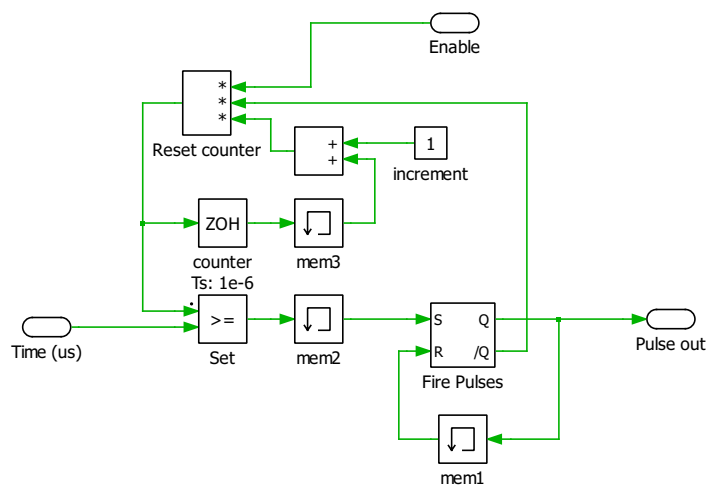 Enable
*
*
*
Reset counter
+
+
1
increment
ZOH
counter
Ts: 1e-6
mem3
>=
Set
Time (us)
mem2
S Q
R /Q
Fire Pulses
Pulse out
mem1